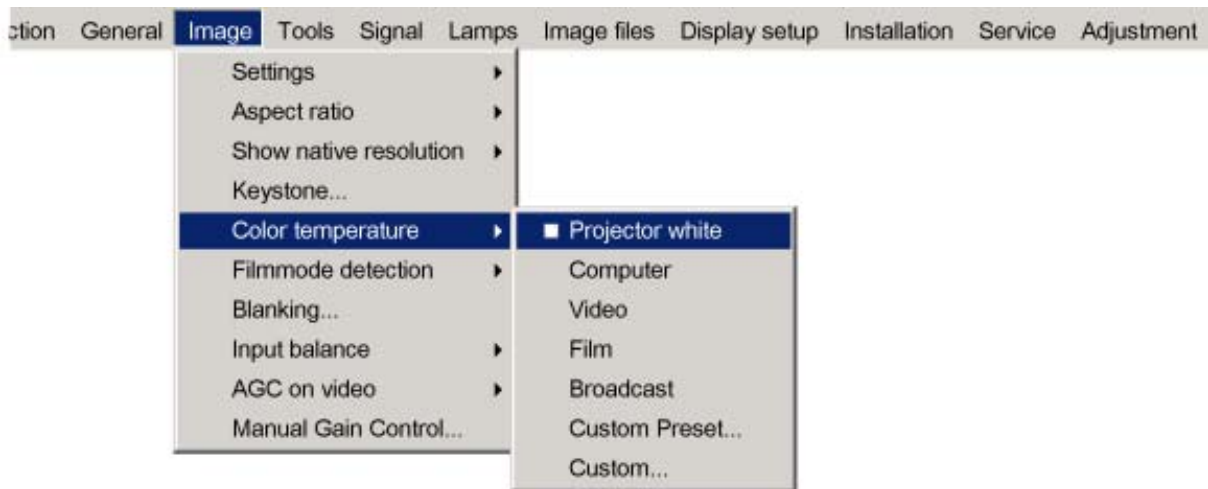 ction General Image Tools Signal Lamps Image files Display setup Installation Service Adjustment
Settings
Aspect ratio
Show native resolution
Keystone...
Color temperature
Filmmode detection
Blanking...
Input balance
AGC on video
Manual Gain Control...
Projector white
Computer
Video
Film
Broadcast
Custom Preset...
Custom...